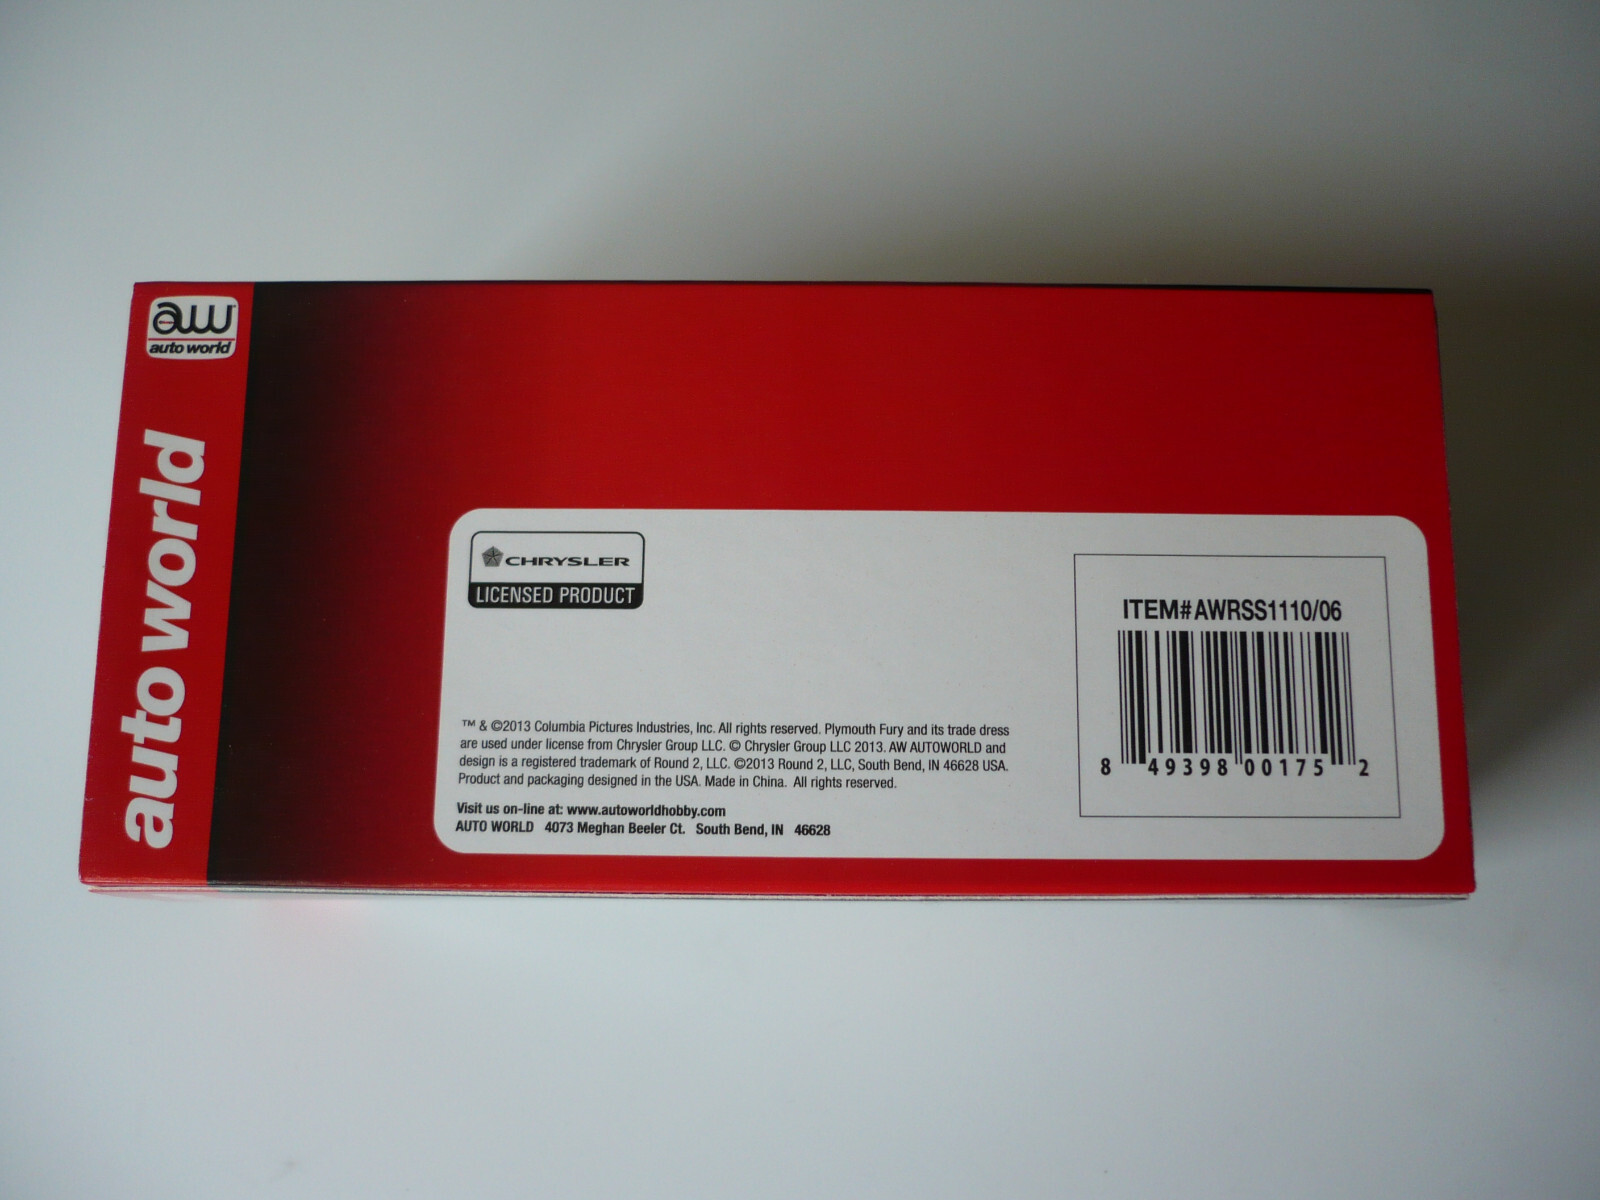 aw
auto world
auto world
CHRYSLER
LICENSED PRODUCT
ITEM#AWRSS1110/06
8 49398 00175 2
™ & ©2013 Columbia Pictures Industries, Inc. All rights reserved. Plymouth Fury and its trade dress
are used under license from Chrysler Group LLC. © Chrysler Group LLC 2013. AW AUTOWORLD and
design is a registered trademark of Round 2, LLC. ©2013 Round 2, LLC, South Bend, IN 46628 USA.
Product and packaging designed in the USA. Made in China. All rights reserved.
Visit us on-line at: www.autoworldhobby.com
AUTO WORLD 4073 Meghan Beeler Ct. South Bend, IN 46628